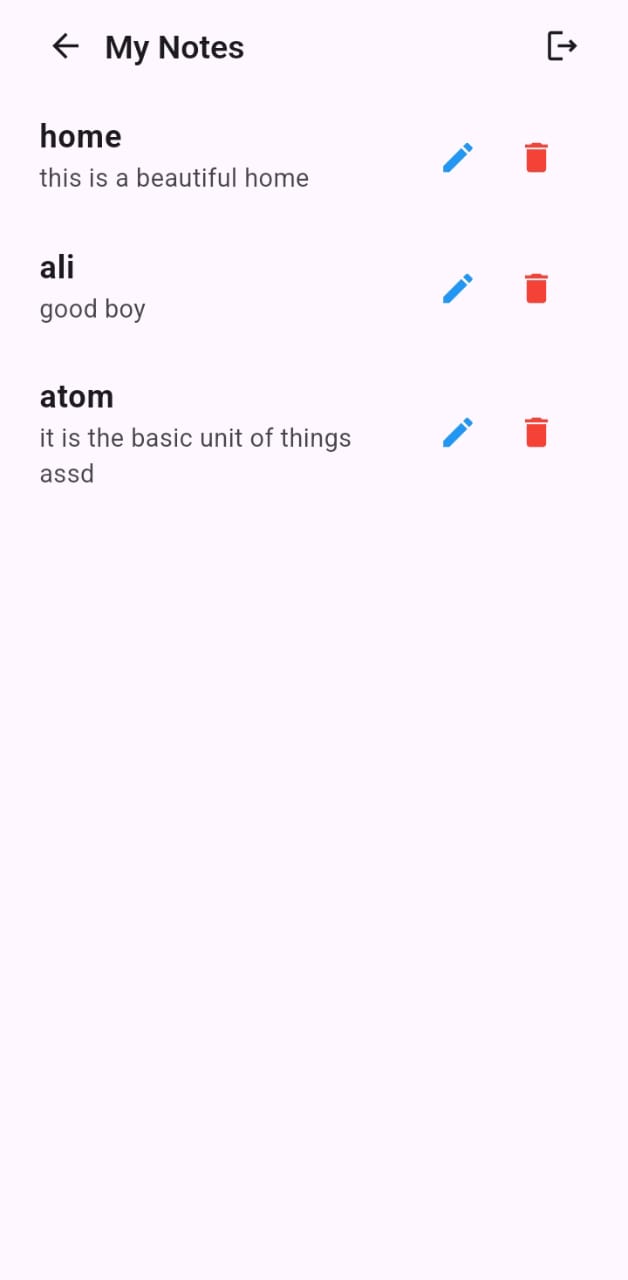 My Notes
home
this is a beautiful home
ali
good boy
atom
it is the basic unit of things
assd